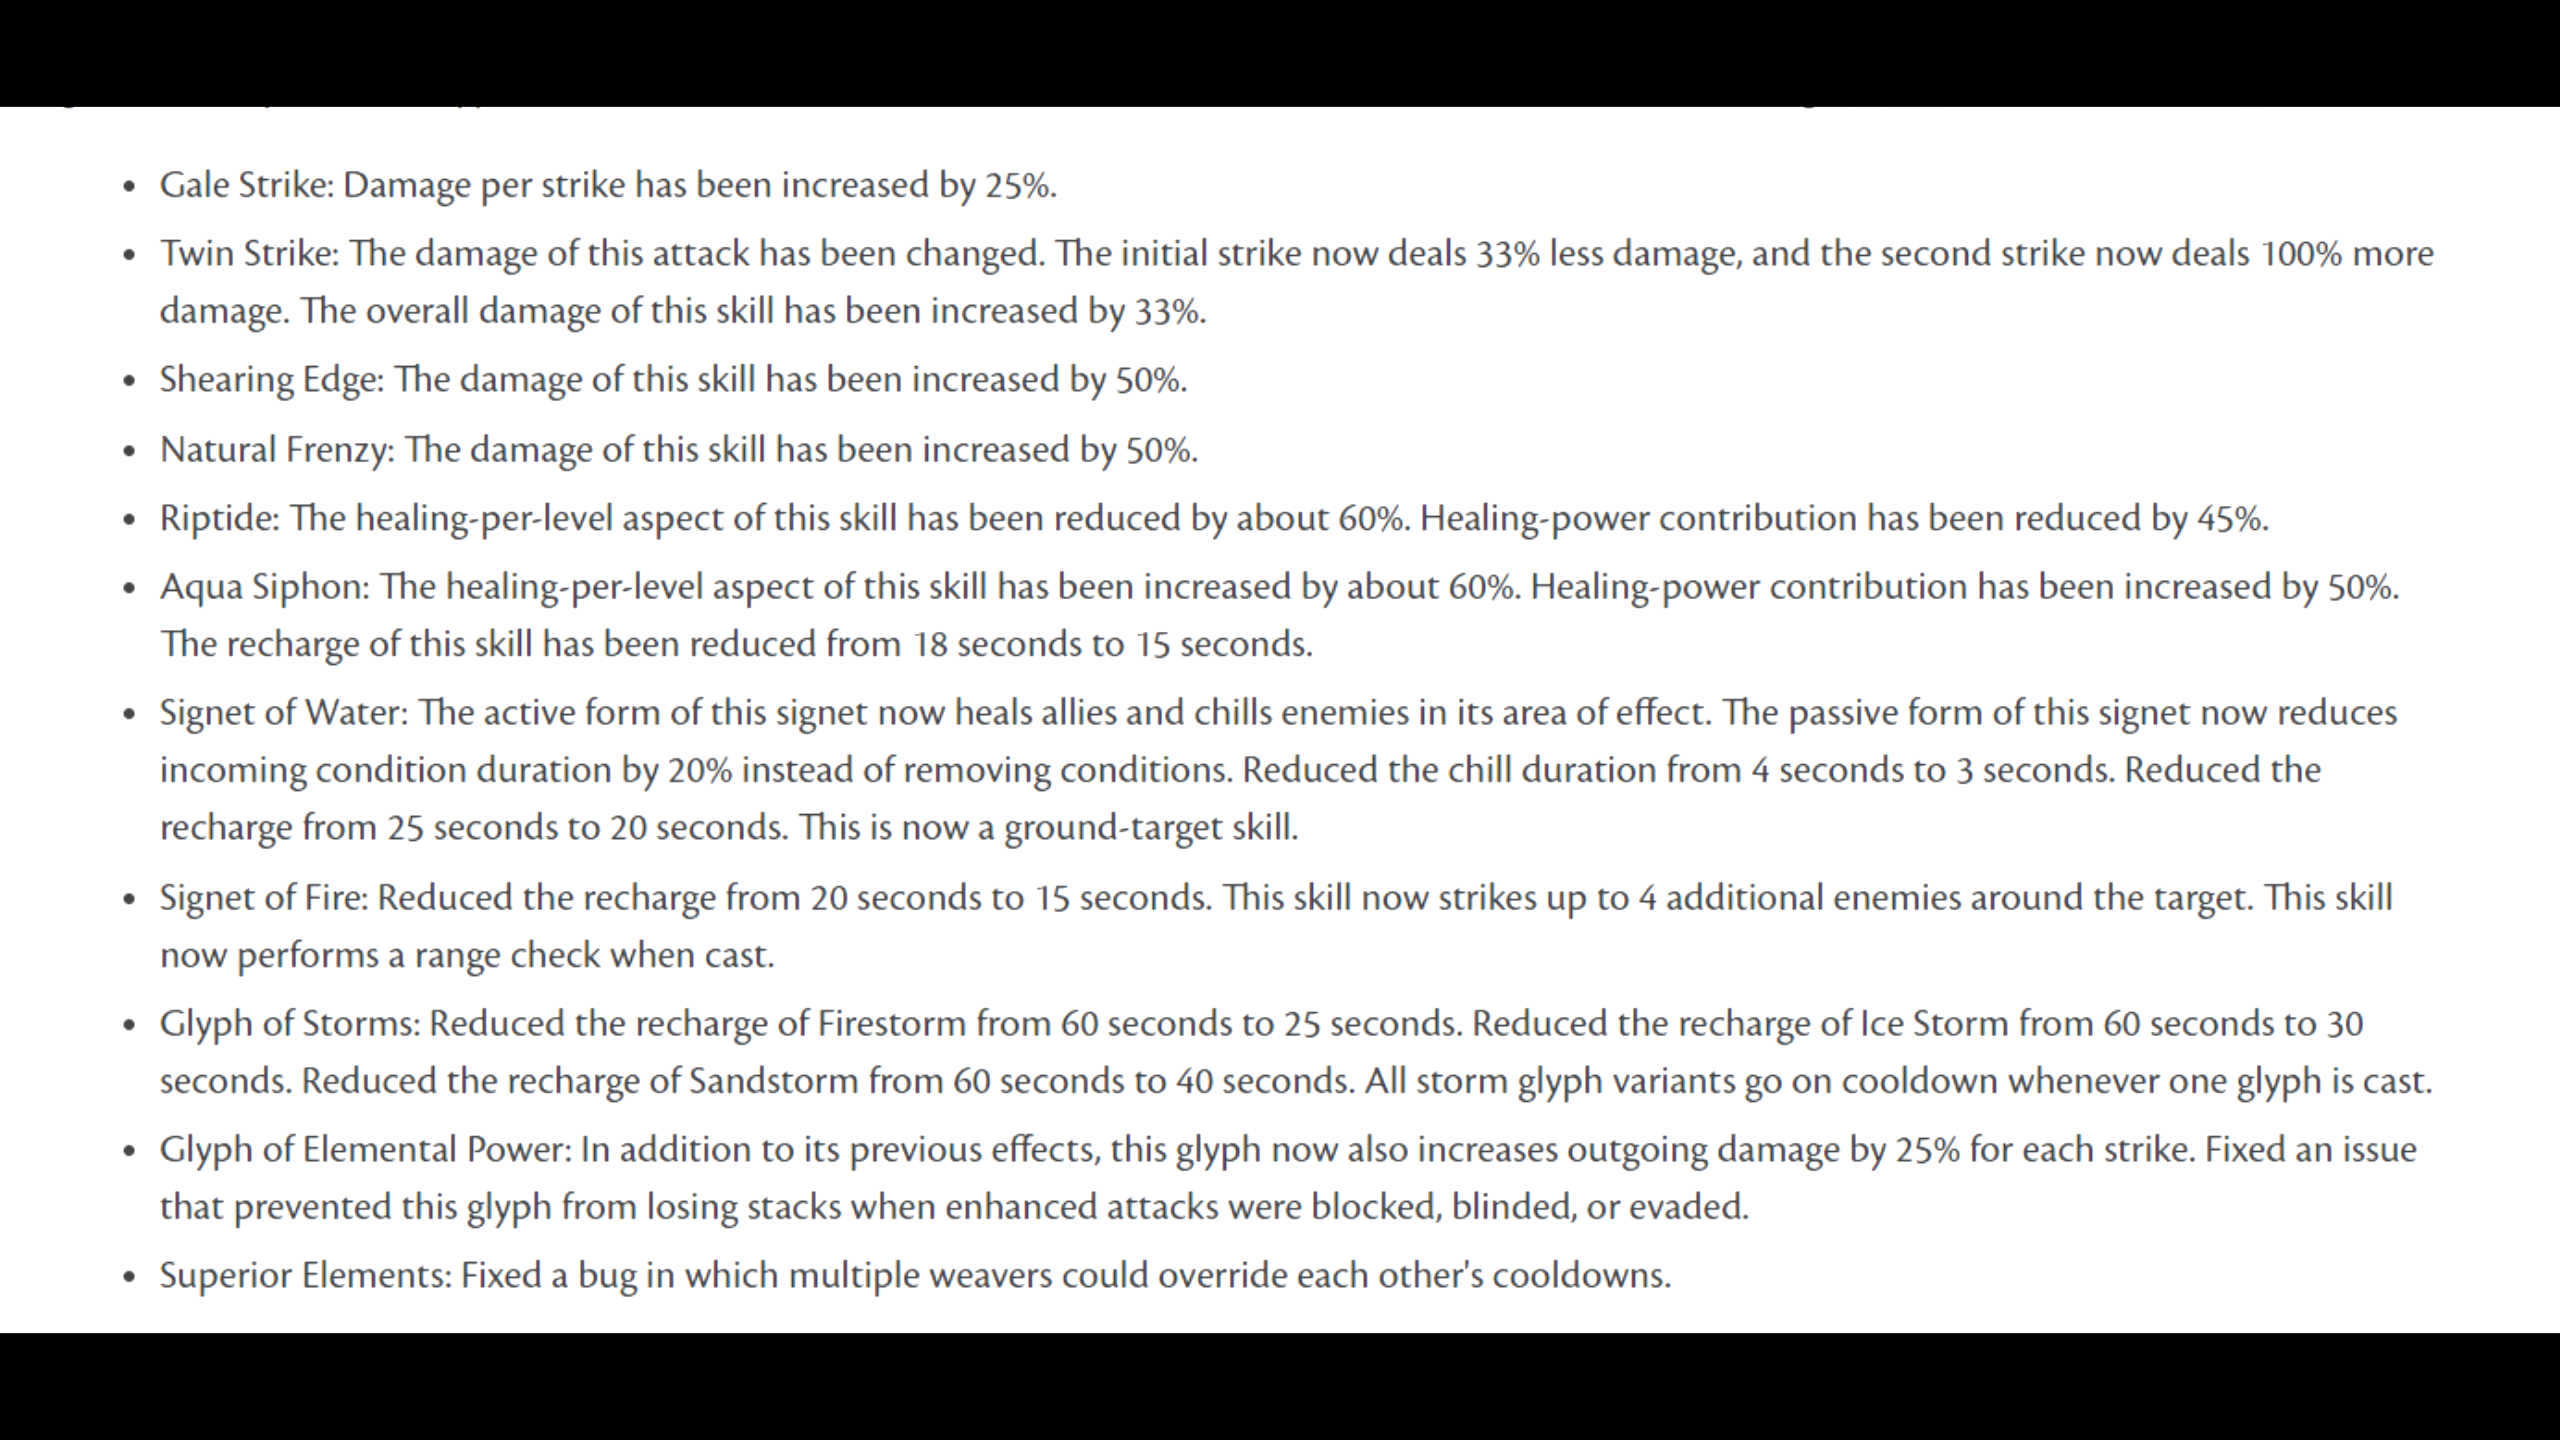 • Gale Strike: Damage per strike has been increased by 25%.
• Twin Strike: The damage of this attack has been changed. The initial strike now deals 33% less damage, and the second strike now deals 100% more
damage. The overall damage of this skill has been increased by 33%.
• Shearing Edge: The damage of this skill has been increased by 50%.
• Natural Frenzy: The damage of this skill has been increased by 50%.
• Riptide: The healing-per-level aspect of this skill has been reduced by about 60%. Healing-power contribution has been reduced by 45%.
• Aqua Siphon: The healing-per-level aspect of this skill has been increased by about 60%. Healing-power contribution has been increased by 50%.
The recharge of this skill has been reduced from 18 seconds to 15 seconds.
• Signet of Water: The active form of this signet now heals allies and chills enemies in its area of effect. The passive form of this signet now reduces
incoming condition duration by 20% instead of removing conditions. Reduced the chill duration from 4 seconds to 3 seconds. Reduced the
recharge from 25 seconds to 20 seconds. This is now a ground-target skill.
• Signet of Fire: Reduced the recharge from 20 seconds to 15 seconds. This skill now strikes up to 4 additional enemies around the target. This skill
now performs a range check when cast.
• Glyph of Storms: Reduced the recharge of Firestorm from 60 seconds to 25 seconds. Reduced the recharge of Ice Storm from 60 seconds to 30
seconds. Reduced the recharge of Sandstorm from 60 seconds to 40 seconds. All storm glyph variants go on cooldown whenever one glyph is cast.
• Glyph of Elemental Power: In addition to its previous effects, this glyph now also increases outgoing damage by 25% for each strike. Fixed an issue
that prevented this glyph from losing stacks when enhanced attacks were blocked, blinded, or evaded.
• Superior Elements: Fixed a bug in which multiple weavers could override each other's cooldowns.